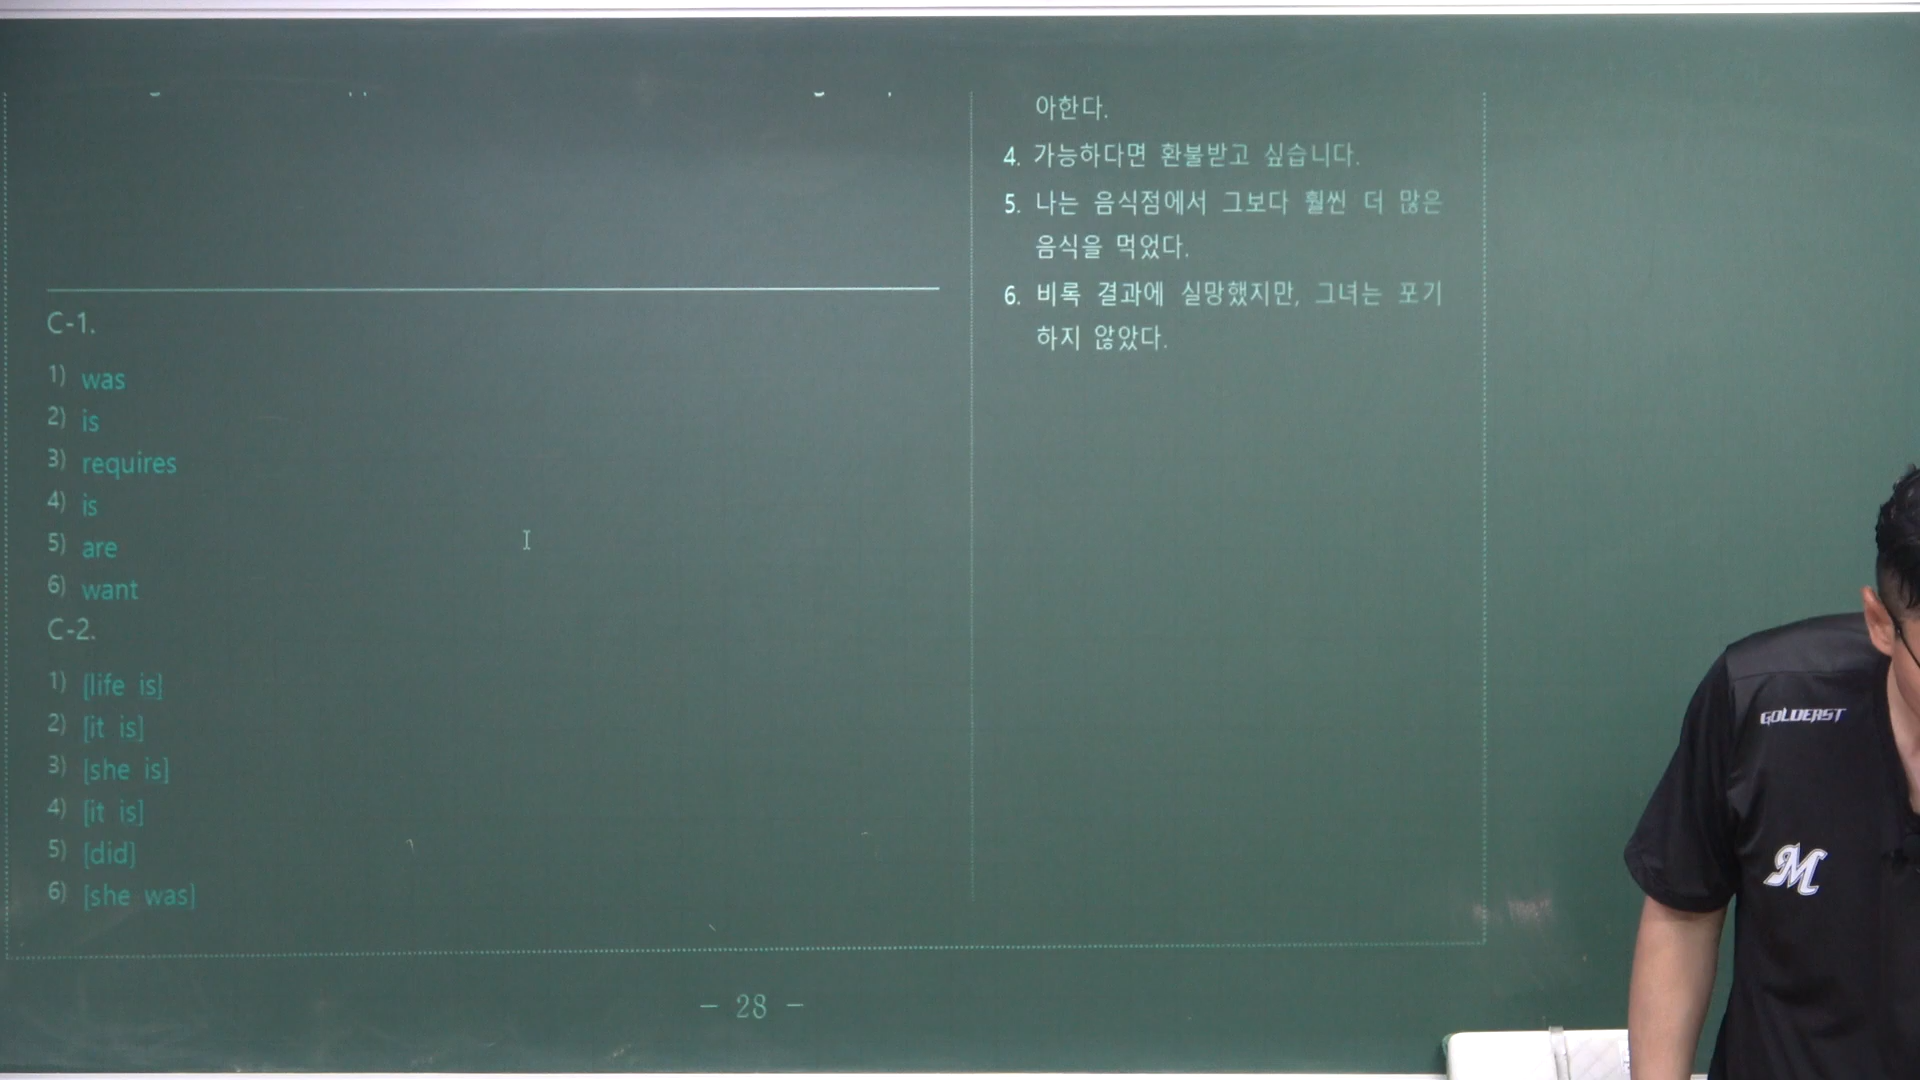 C-1.
1) was
2) is
3) requires
4) is
5) are
6) want
C-2.
1) [life is]
2) [it is]
3) [she is]
4) [it is]
5) [did]
6) [she was]
아한다.
4. 가능하다면 환불받고 싶습니다.
5. 나는 음식점에서 그보다 훨씬 더 많은
음식을 먹었다.
6. 비록 결과에 실망했지만, 그녀는 포기
하지 않았다.
- 28 -
GOLDEAST
M